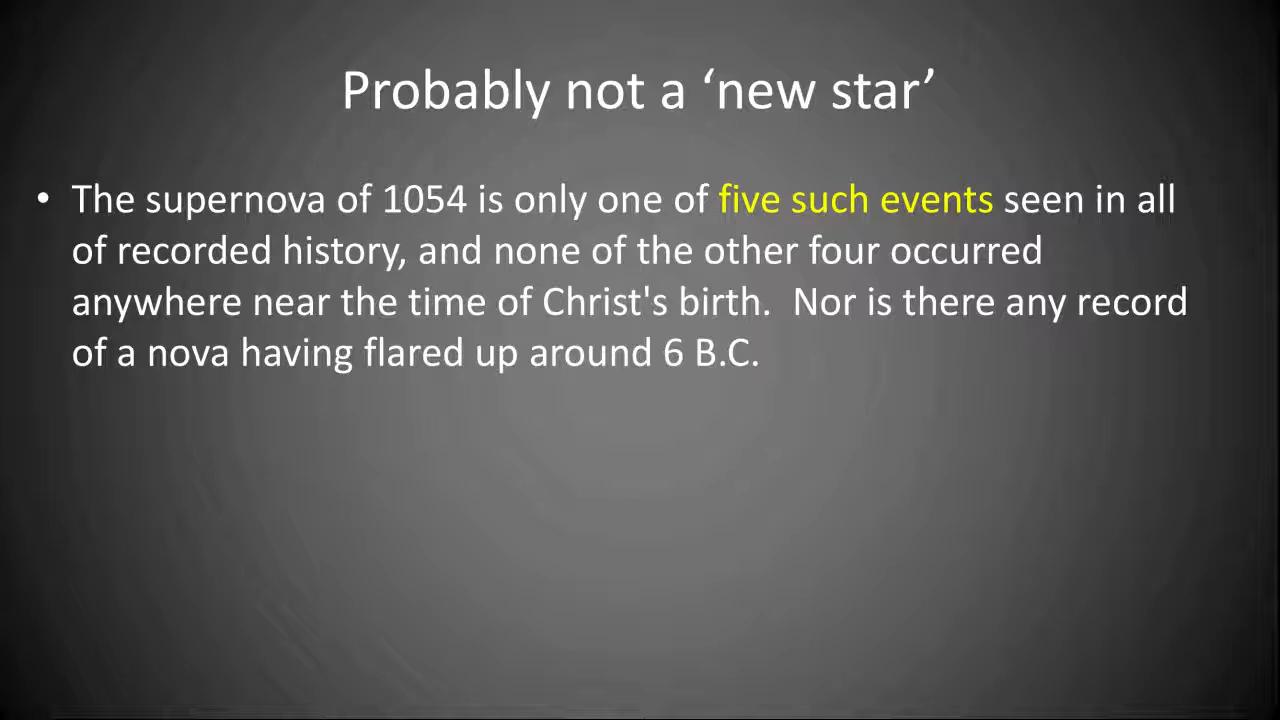 Probably not a ‘new star’
• The supernova of 1054 is only one of five such events seen in all
of recorded history, and none of the other four occurred
anywhere near the time of Christ's birth.  Nor is there any record
of a nova having flared up around 6 B.C.